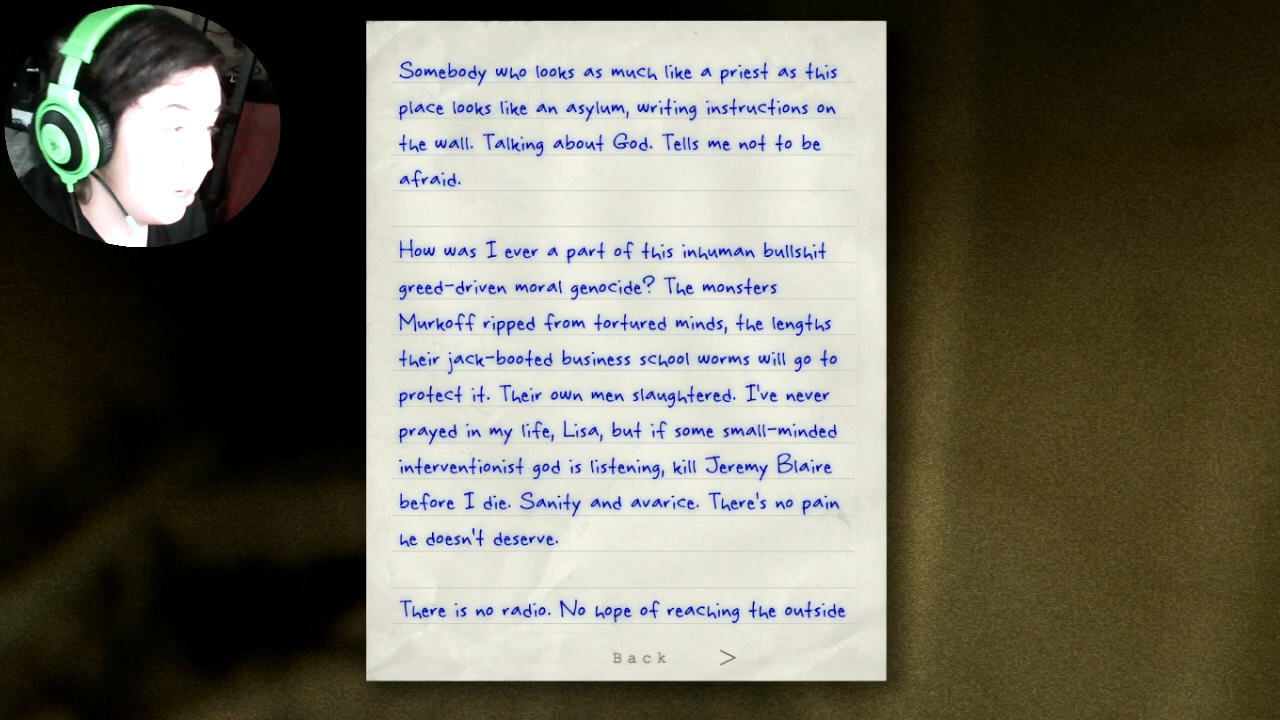 Somebody who looks as much like a priest as this
place looks like an asylum, writing instructions on
the wall. Talking about God. Tells me not to be
afraid.
How was I ever a part of this inhuman bullshit
greed-driven moral genocide? The monsters
Murkoff ripped from tortured minds, the lengths
their jack-booted business school worms will go to
protect it. Their own men slaughtered. I've never
prayed in my life, Lisa, but if some small-minded
interventionist god is listening, kill Jeremy Blaire
before I die. Sanity and avarice. There's no pain
he doesn't deserve.
There is no radio. No hope of reaching the outside
Back >